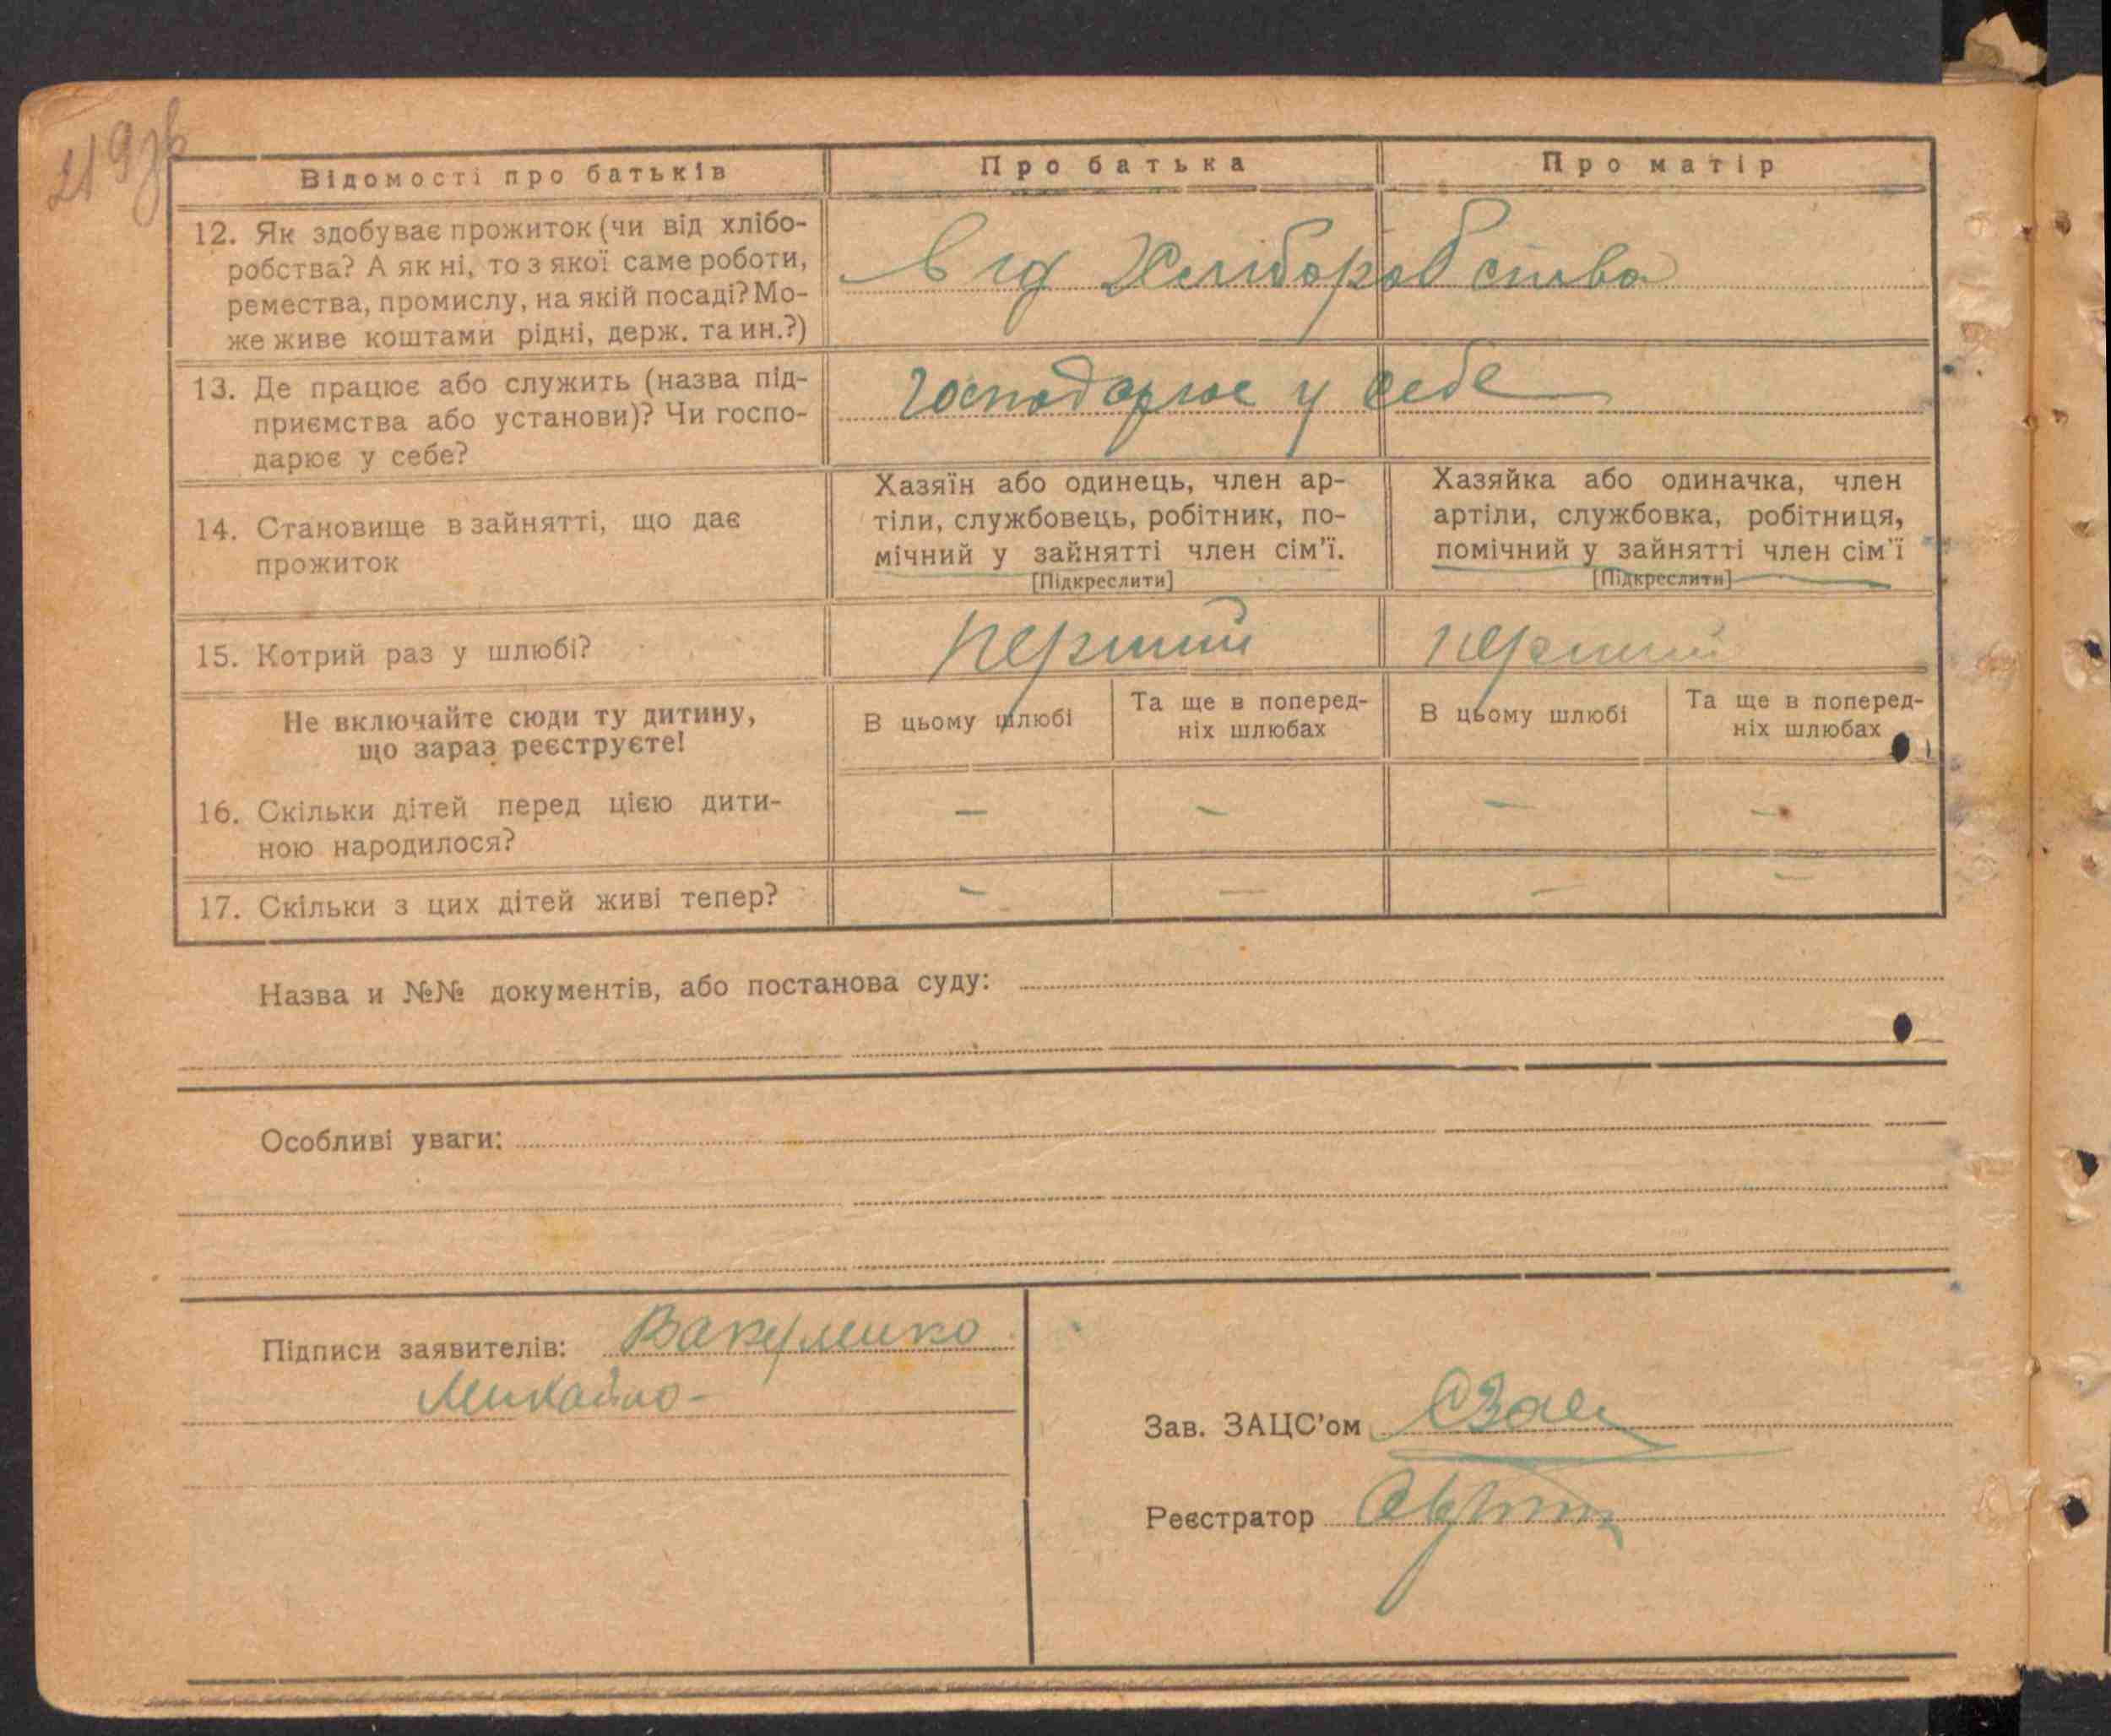 219зв
Відомості про батьків
Про батька
Про матір
12. Як здобуває прожиток (чи від хлібо-
робства? А як ні, то з якої саме роботи,
ремества, промислу, на якій посаді? Мо-
же живе коштами рідні, держ. та ин.?)
Від Хліборобства
13. Де працює або служить (назва під-
приємства або установи)? Чи госпо-
дарює у себе?
господарює у себе
14. Становище в зайнятті, що дає
прожиток
Хазяїн або одинець, член ар-
тіли, службовець, робітник, по-
мічний у зайнятті член сім'ї.
[Підкреслити]
Хазяйка або одиначка, член
артіли, службовка, робітниця,
помічний у зайнятті член сім'ї
[Підкреслити]
15. Котрий раз у шлюбі?
перший
перший
Не включайте сюди ту дитину,
що зараз реєструєте!
В цьому шлюбі
Та ще в поперед-
ніх шлюбах
В цьому шлюбі
Та ще в поперед-
ніх шлюбах
16. Скільки дітей перед цією дити-
ною народилося?
— — — —
17. Скільки з цих дітей живі тепер?
— — — —
Назва и №№ документів, або постанова суду:
Особливі уваги:
Підписи заявителів: Вакуленко
Михайло-
Зав. ЗАЦС'ом
Реєстратор